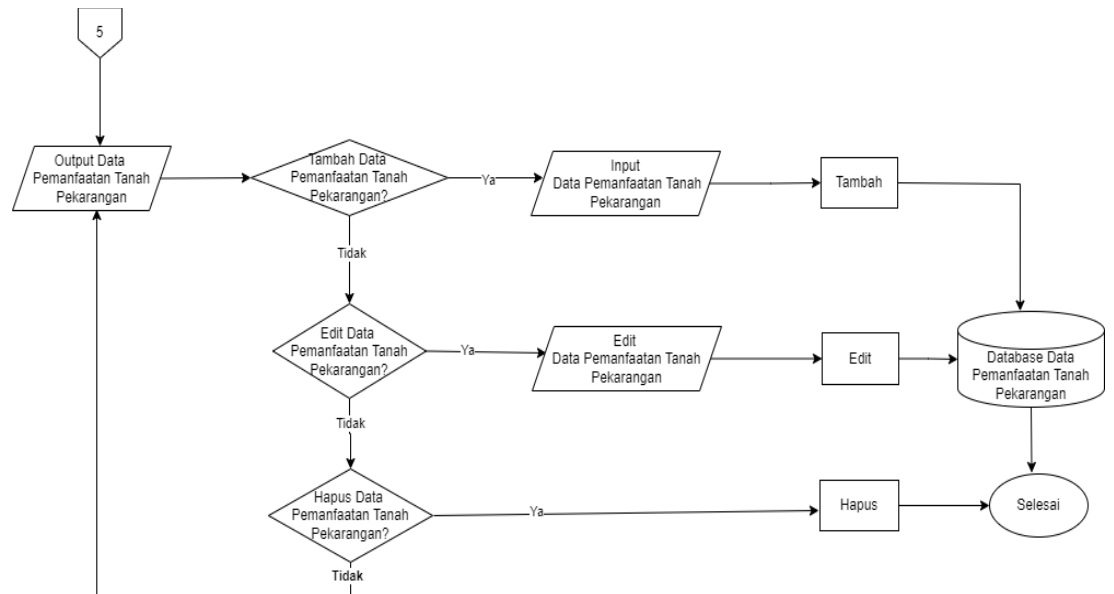 5
Output Data
Pemanfaatan Tanah
Pekarangan
Tambah Data
Pemanfaatan Tanah
Pekarangan?
Ya
Input
Data Pemanfaatan Tanah
Pekarangan
Tambah
Tidak
Edit Data
Pemanfaatan Tanah
Pekarangan?
Ya
Edit
Data Pemanfaatan Tanah
Pekarangan
Edit
Database Data
Pemanfaatan Tanah
Pekarangan
Tidak
Hapus Data
Pemanfaatan Tanah
Pekarangan?
Ya
Hapus
Selesai
Tidak